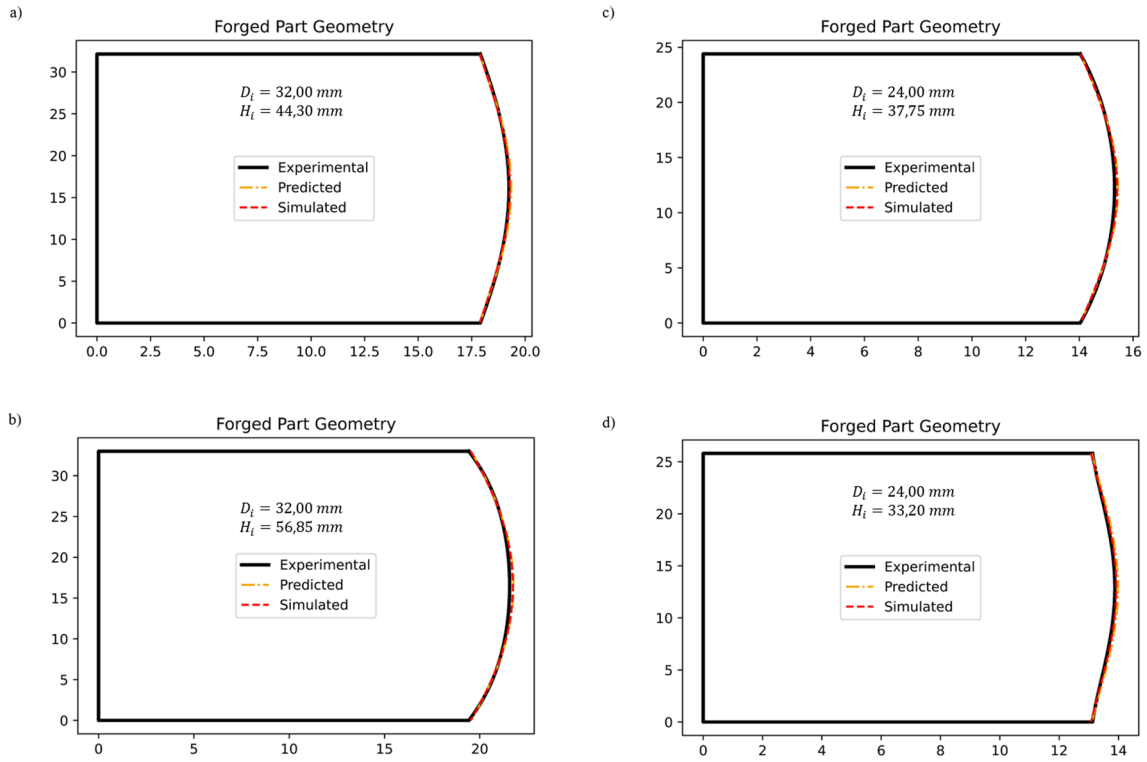 a)
Forged Part Geometry
30
25
20
15
10
5
0
D_i = 32,00 mm
H_i = 44,30 mm
Experimental
Predicted
Simulated
0.0 2.5 5.0 7.5 10.0 12.5 15.0 17.5 20.0
c)
Forged Part Geometry
25
20
15
10
5
0
D_i = 24,00 mm
H_i = 37,75 mm
Experimental
Predicted
Simulated
0 2 4 6 8 10 12 14 16
b)
Forged Part Geometry
30
25
20
15
10
5
0
D_i = 32,00 mm
H_i = 56,85 mm
Experimental
Predicted
Simulated
0 5 10 15 20
d)
Forged Part Geometry
25
20
15
10
5
0
D_i = 24,00 mm
H_i = 33,20 mm
Experimental
Predicted
Simulated
0 2 4 6 8 10 12 14